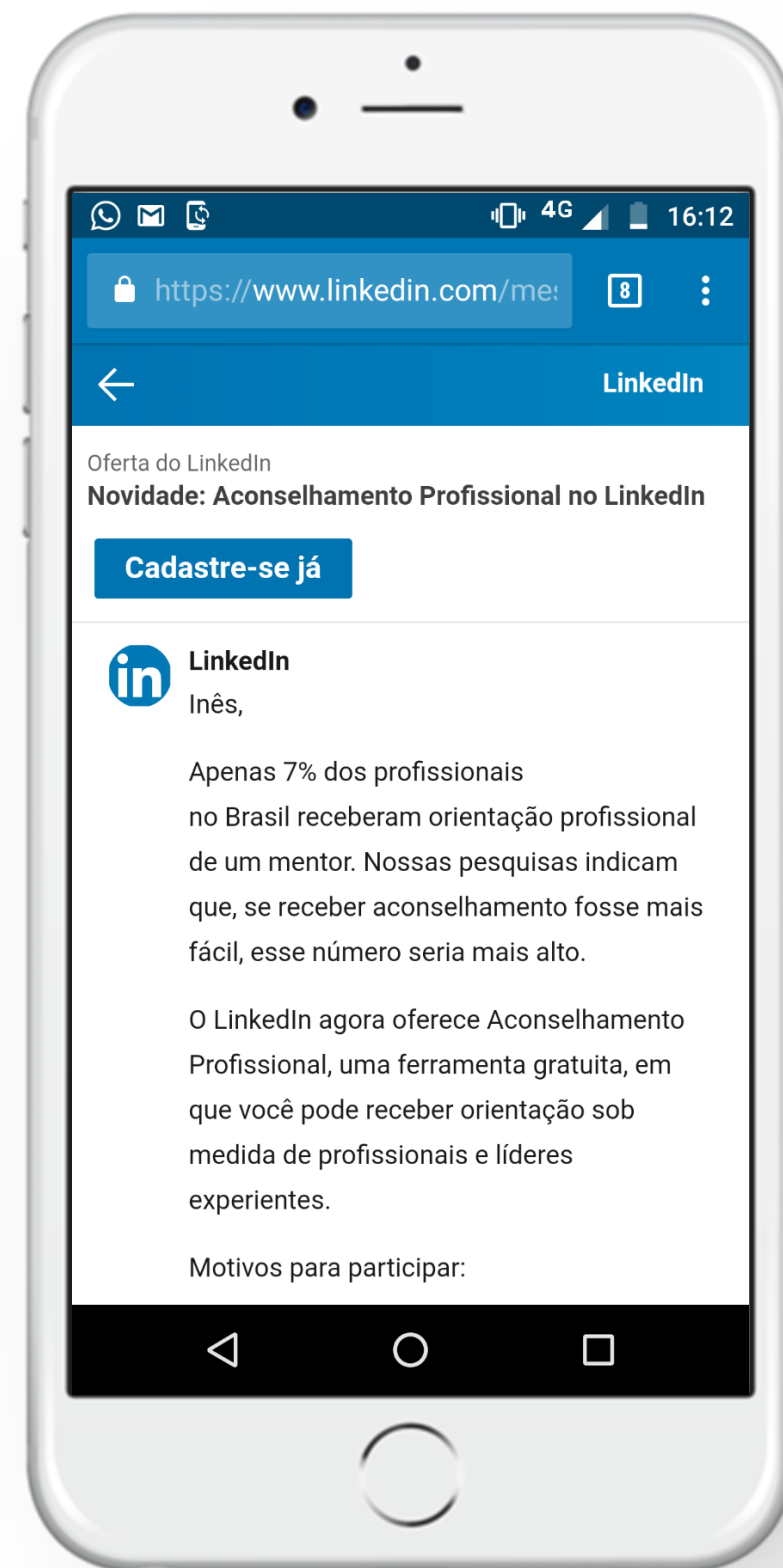 4G 16:12
https://www.linkedin.com/mes
8
LinkedIn
Oferta do LinkedIn
Novidade: Aconselhamento Profissional no LinkedIn
Cadastre-se já
in
LinkedIn
Inês,
Apenas 7% dos profissionais
no Brasil receberam orientação profissional
de um mentor. Nossas pesquisas indicam
que, se receber aconselhamento fosse mais
fácil, esse número seria mais alto.
O LinkedIn agora oferece Aconselhamento
Profissional, uma ferramenta gratuita, em
que você pode receber orientação sob
medida de profissionais e líderes
experientes.
Motivos para participar: